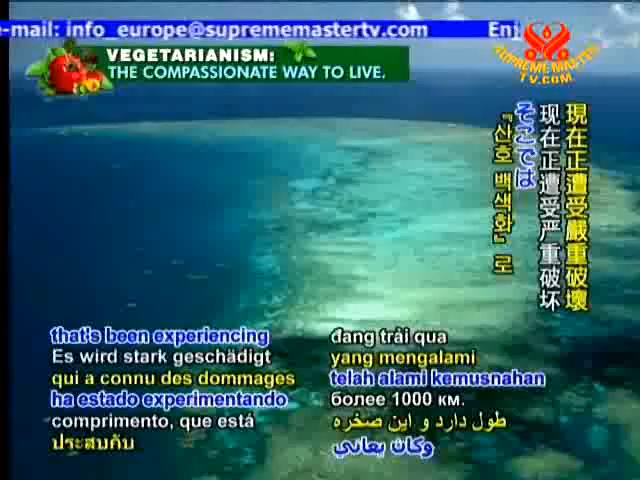 -mail: info_europe@suprememastertv.com
Enj
SUPREME MASTER
TV.COM
VEGETARIANISM:
THE COMPASSIONATE WAY TO LIVE.
現在正遭受嚴重破壞
现在正遭受严重破坏
そこでは
『산호 백색화』로
that's been experiencing
Es wird stark geschädigt
qui a connu des dommages
ha estado experimentando
comprimento, que está
ประสบกับ
đang trải qua
yang mengalami
telah alami kemusnahan
более 1000 км.
طول دارد و این صخره
وكان يعاني